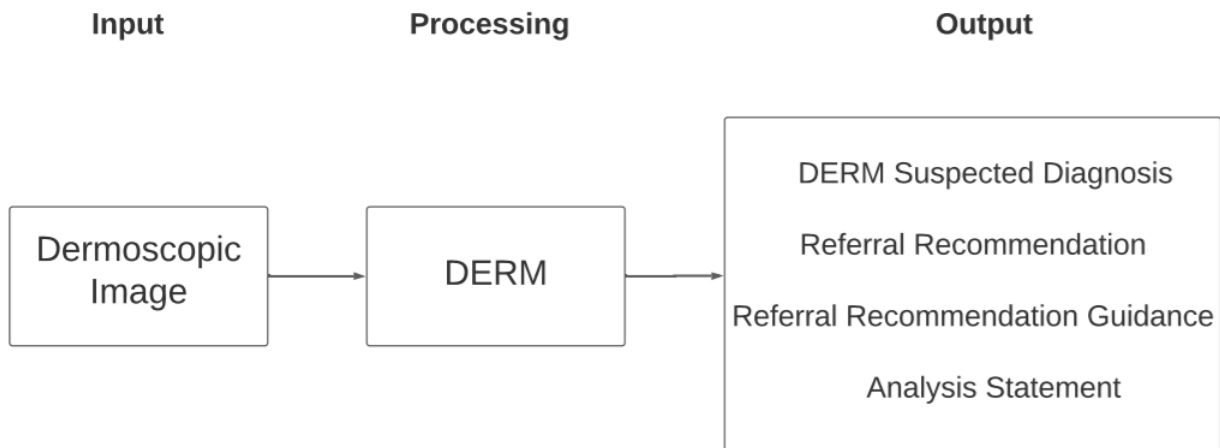 Input
Processing
Output
Dermoscopic
Image
DERM
DERM Suspected Diagnosis
Referral Recommendation
Referral Recommendation Guidance
Analysis Statement